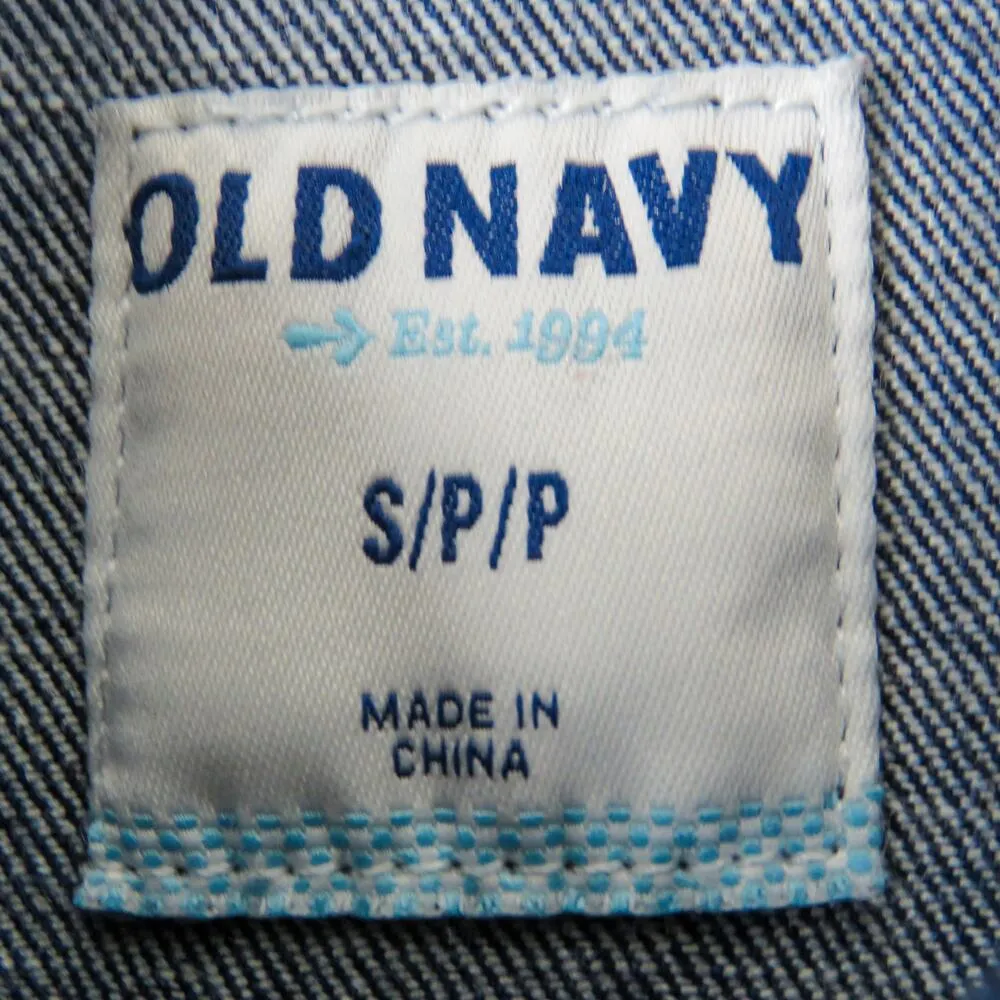 OLD NAVY
Est. 1994
S/P/P
MADE IN
CHINA